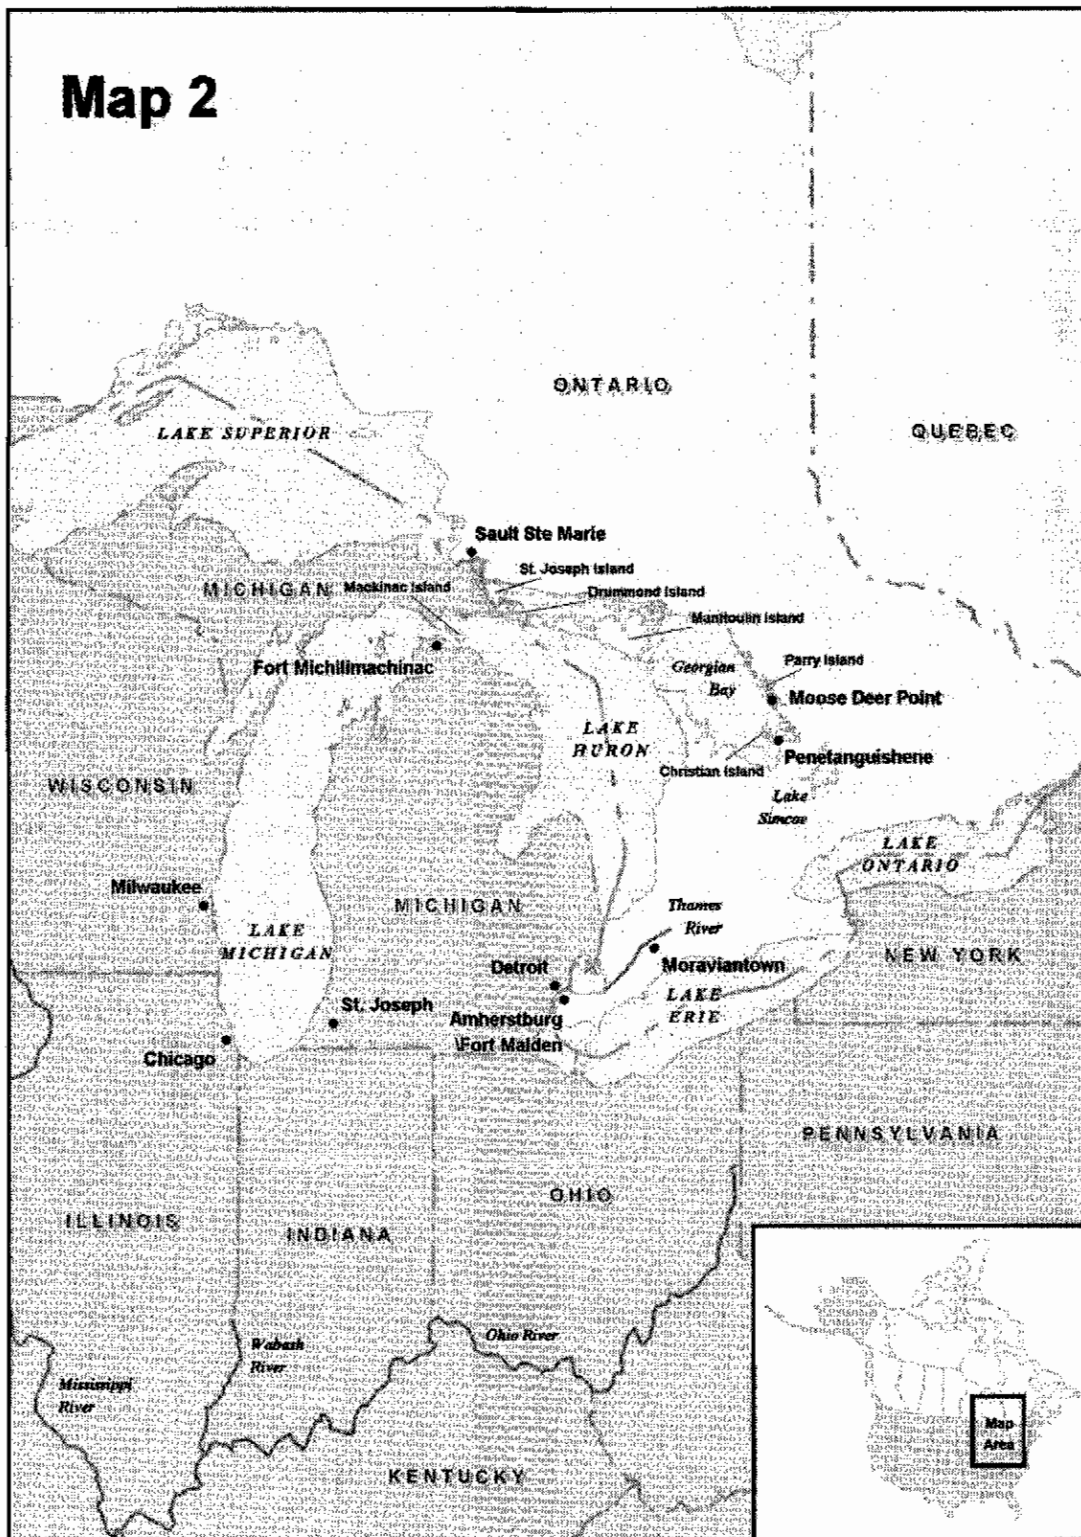 Map 2
ONTARIO
QUEBEC
LAKE SUPERIOR
Sault Ste Marie
St. Joseph Island
MICHIGAN
Mackinac Island
Drummond Island
Manitoulin Island
Fort Michilimachinac
Georgian
Bay
Parry Island
Moose Deer Point
LAKE
HURON
Penetanguishene
Christian Island
WISCONSIN
Lake
Simcoe
LAKE
ONTARIO
Milwaukee
MICHIGAN
Thames
River
LAKE
MICHIGAN
NEW YORK
Detroit
Moraviantown
St. Joseph
LAKE
ERIE
Amherstburg
\Fort Malden
Chicago
PENNSYLVANIA
OHIO
ILLINOIS
INDIANA
Wabash
River
Ohio River
Mississippi
River
Map
Area
KENTUCKY